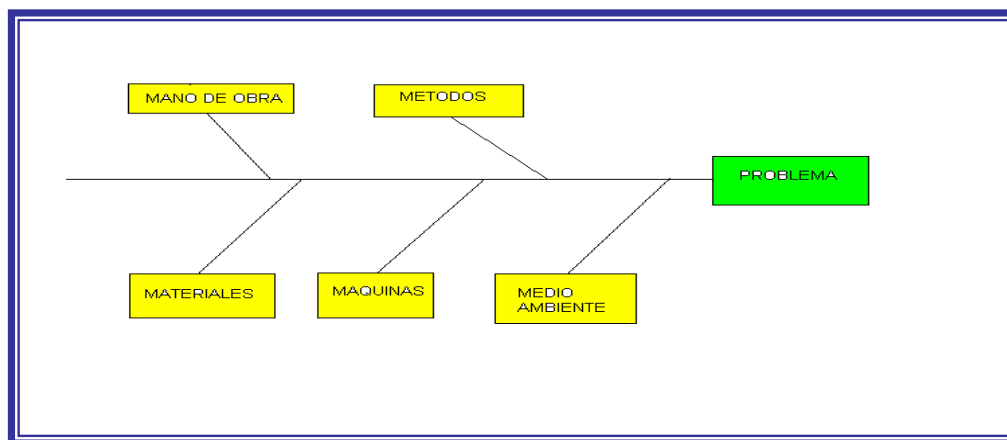 MANO DE OBRA
METODOS
PROBLEMA
MATERIALES
MAQUINAS
MEDIO
AMBIENTE